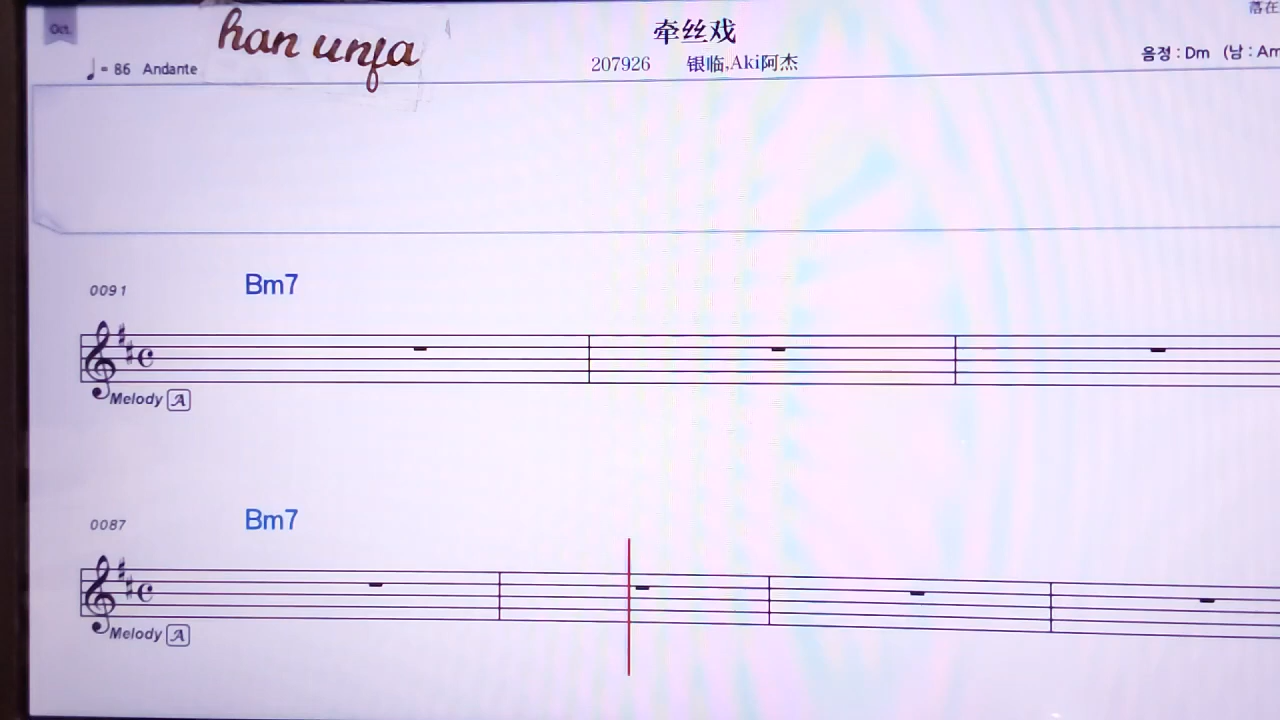 Oct.
han unfa
牵丝戏
落在
♩= 86 Andante
207926 银临,Aki阿杰
음정 : Dm (남 : Am
0091 Bm7
Melody A
0087 Bm7
Melody A